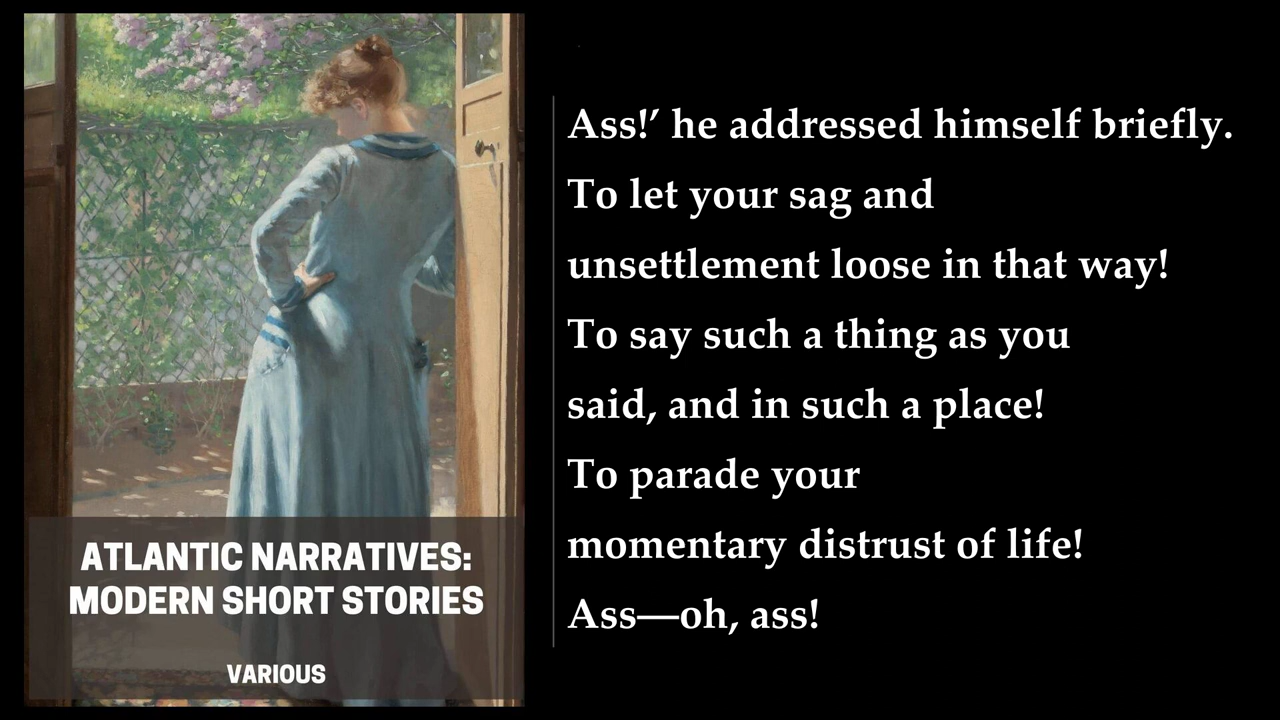 Ass!’ he addressed himself briefly.
To let your sag and
unsettlement loose in that way!
To say such a thing as you
said, and in such a place!
To parade your
momentary distrust of life!
Ass—oh, ass!
ATLANTIC NARRATIVES:
MODERN SHORT STORIES
VARIOUS